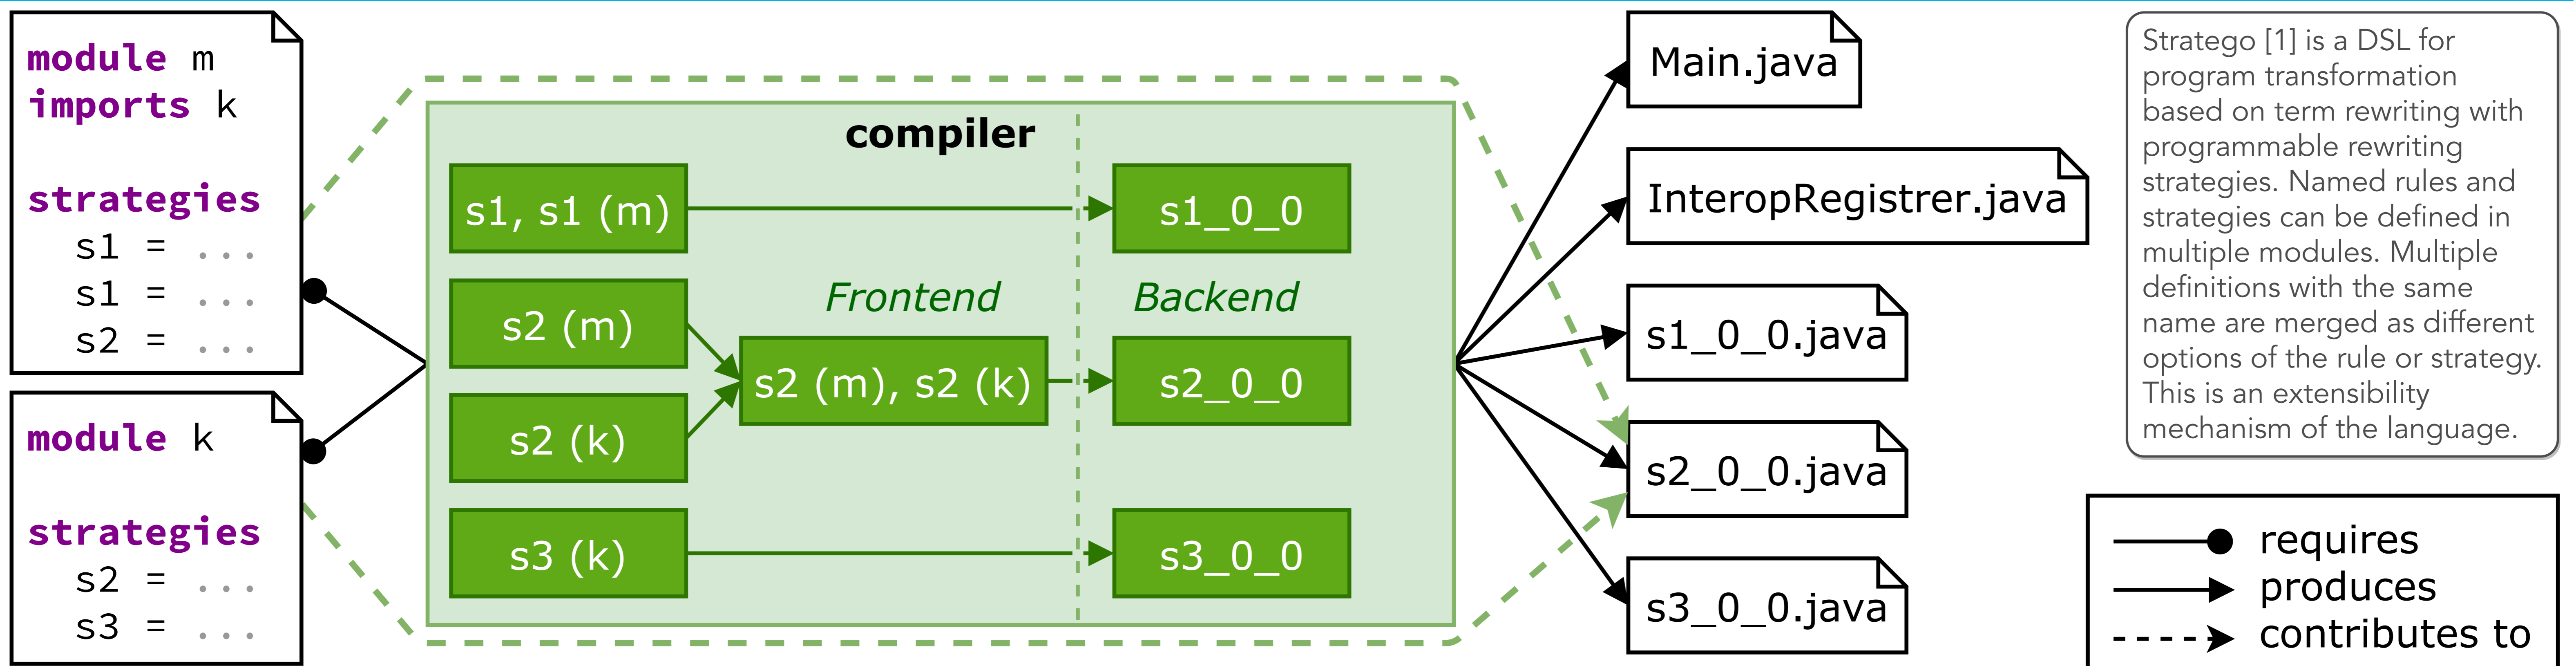 module m
imports k
strategies
s1 = ...
s1 = ...
s2 = ...
module k
strategies
s2 = ...
s3 = ...
compiler
s1, s1 (m)
s1_0_0
Frontend
Backend
s2 (m)
s2 (m), s2 (k)
s2_0_0
s2 (k)
s3 (k)
s3_0_0
Main.java
InteropRegistrer.java
s1_0_0.java
s2_0_0.java
s3_0_0.java
Stratego [1] is a DSL for
program transformation
based on term rewriting with
programmable rewriting
strategies. Named rules and
strategies can be defined in
multiple modules. Multiple
definitions with the same
name are merged as different
options of the rule or strategy.
This is an extensibility
mechanism of the language.
requires
produces
contributes to